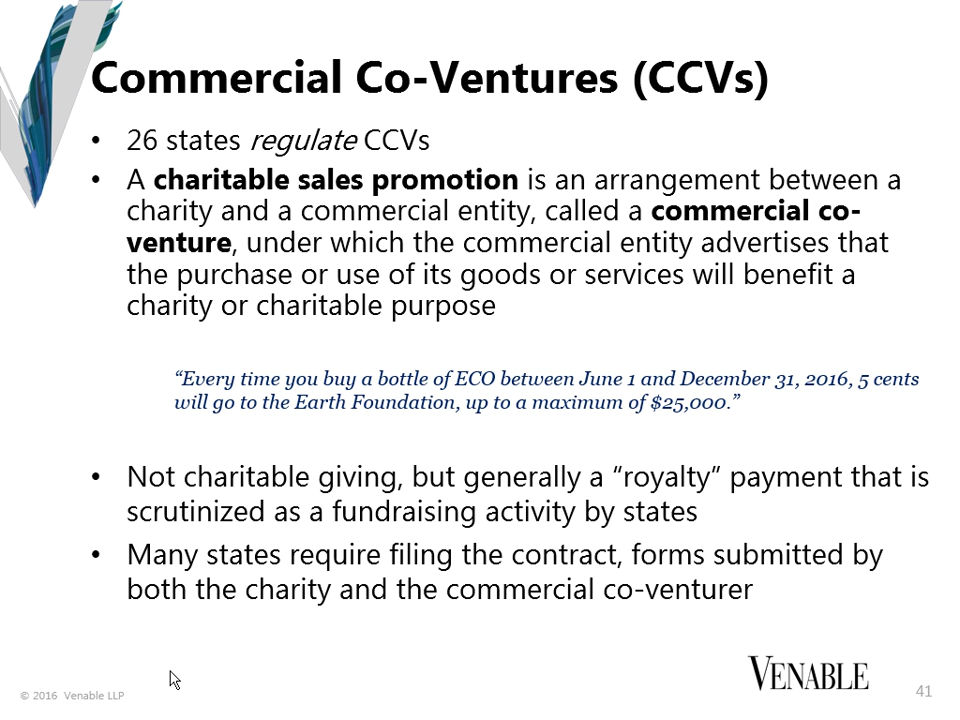 Commercial Co-Ventures (CCVs)
• 26 states regulate CCVs
• A charitable sales promotion is an arrangement between a
charity and a commercial entity, called a commercial co-
venture, under which the commercial entity advertises that
the purchase or use of its goods or services will benefit a
charity or charitable purpose
“Every time you buy a bottle of ECO between June 1 and December 31, 2016, 5 cents
will go to the Earth Foundation, up to a maximum of $25,000.”
• Not charitable giving, but generally a “royalty” payment that is
scrutinized as a fundraising activity by states
• Many states require filing the contract, forms submitted by
both the charity and the commercial co-venturer
© 2016 Venable LLP
VENABLE
41